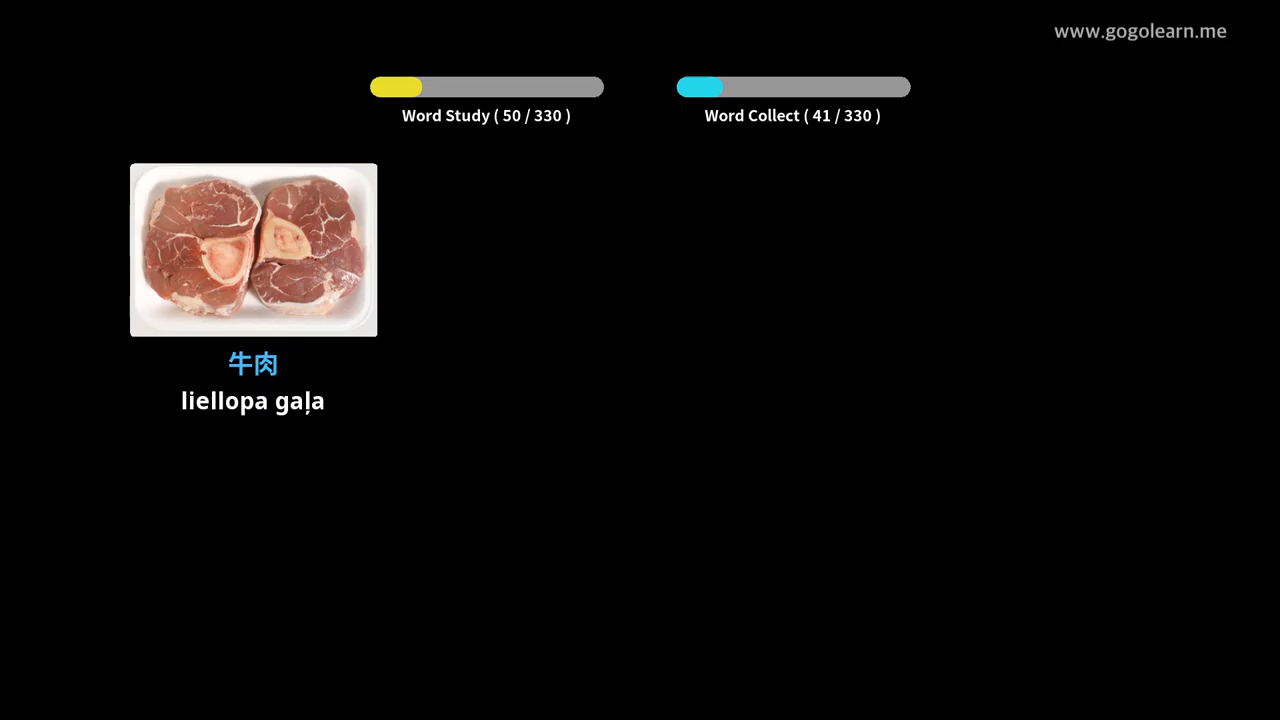 www.gogolearn.me
Word Study ( 50 / 330 )
Word Collect ( 41 / 330 )
牛肉
liellopa gaļa